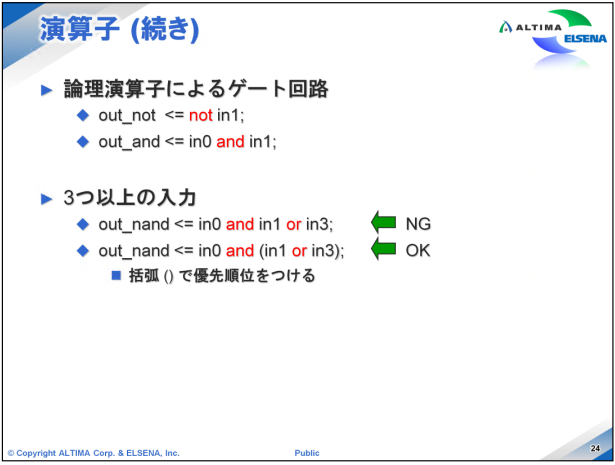 演算子 (続き)
ALTIMA
ELSENA
論理演算子によるゲート回路
out_not <= not in1;
out_and <= in0 and in1;
3つ以上の入力
out_nand <= in0 and in1 or in3; NG
out_nand <= in0 and (in1 or in3); OK
括弧 () で優先順位をつける
© Copyright ALTIMA Corp. & ELSENA, Inc. Public 24